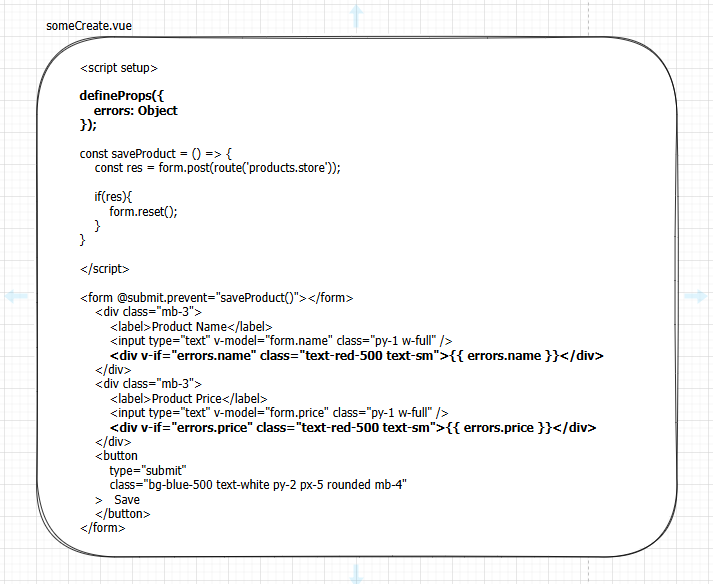 someCreate.vue
<script setup>
defineProps({
errors: Object
});
const saveProduct = () => {
const res = form.post(route('products.store'));
if(res){
form.reset();
}
}
</script>
<form @submit.prevent="saveProduct()"></form>
<div class="mb-3">
<label>Product Name</label>
<input type="text" v-model="form.name" class="py-1 w-full" />
<div v-if="errors.name" class="text-red-500 text-sm">{{ errors.name }}</div>
</div>
<div class="mb-3">
<label>Product Price</label>
<input type="text" v-model="form.price" class="py-1 w-full" />
<div v-if="errors.price" class="text-red-500 text-sm">{{ errors.price }}</div>
</div>
<button
type="submit"
class="bg-blue-500 text-white py-2 px-5 rounded mb-4"
> Save
</button>
</form>